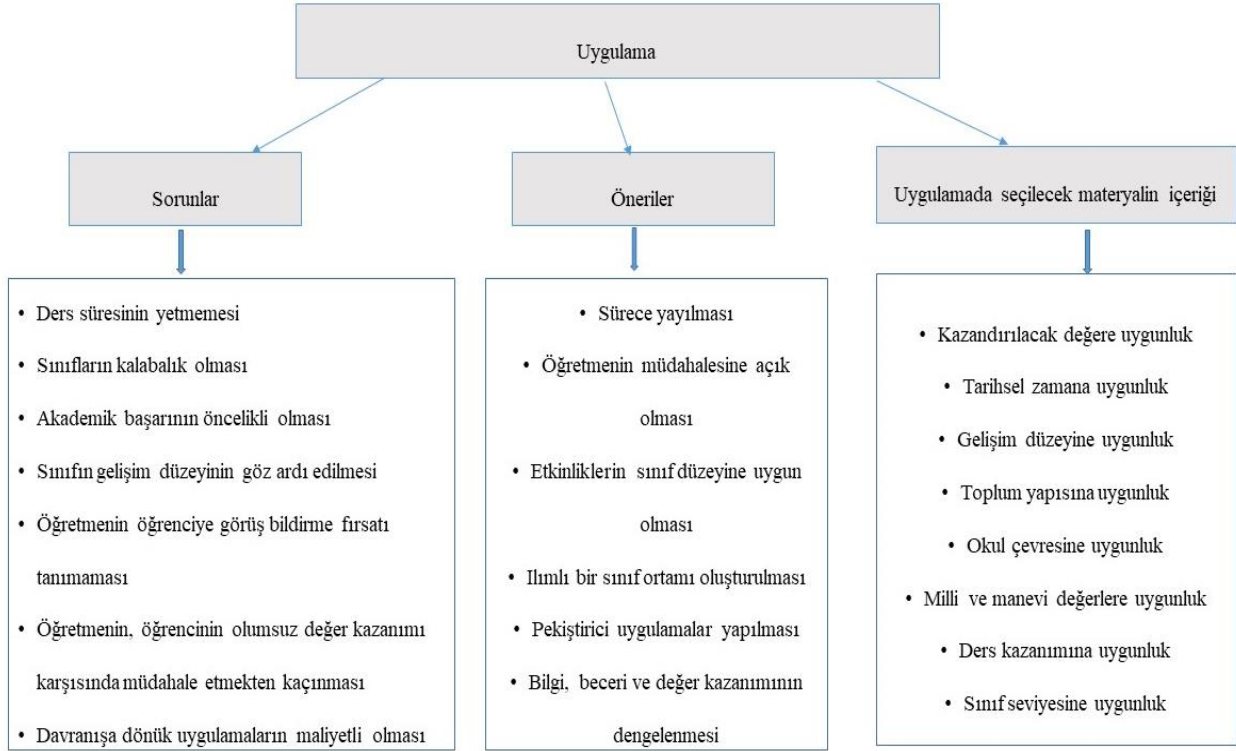 Uygulama
Sorunlar
Öneriler
Uygulamada seçilecek materyalin içeriği
• Ders süresinin yetmemesi
• Sınıfların kalabalık olması
• Akademik başarının öncelikli olması
• Sınıfın gelişim düzeyinin göz ardı edilmesi
• Öğretmenin öğrenciye görüş bildirme fırsatı
tanımaması
• Öğretmenin, öğrencinin olumsuz değer kazanımı
karşısında müdahale etmekten kaçınması
• Davranışa dönük uygulamaların maliyetli olması
• Sürece yayılması
• Öğretmenin müdahalesine açık
olması
• Etkinliklerin sınıf düzeyine uygun
olması
• Ilımlı bir sınıf ortamı oluşturulması
• Pekiştirici uygulamalar yapılması
• Bilgi, beceri ve değer kazanımının
dengelenmesi
• Kazandırılacak değere uygunluk
• Tarihsel zamana uygunluk
• Gelişim düzeyine uygunluk
• Toplum yapısına uygunluk
• Okul çevresine uygunluk
• Milli ve manevi değerlere uygunluk
• Ders kazanımına uygunluk
• Sınıf seviyesine uygunluk